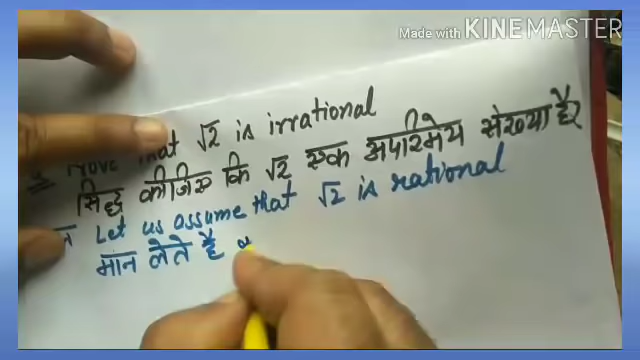 Made with KINEMASTER
Prove that √2 is irrational
सिद्ध कीजिए कि √2 एक अपरिमेय संख्या है।
Let us assume that √2 is rational
मान लेते है